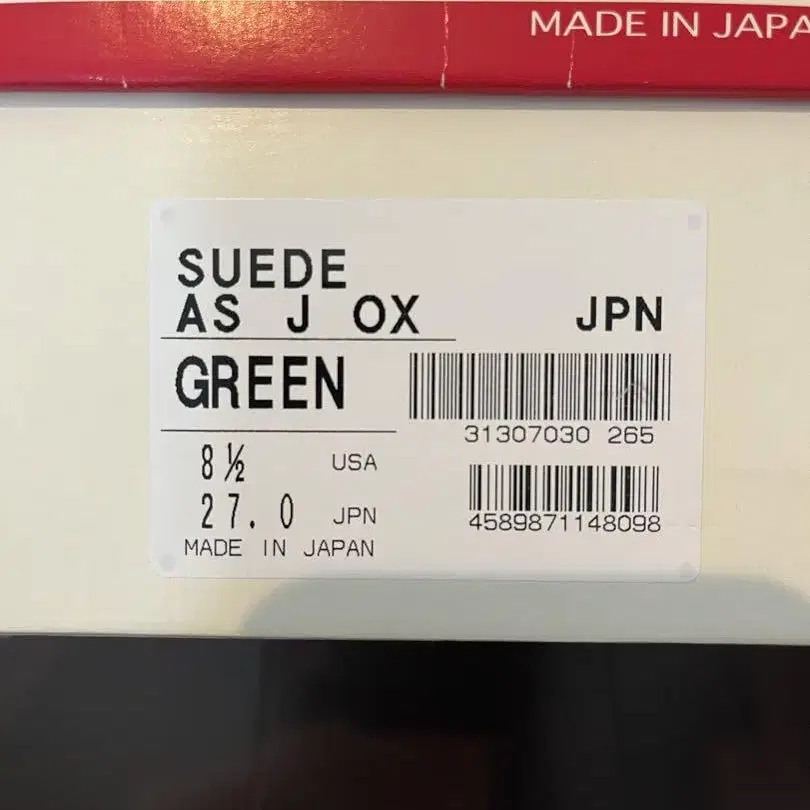 MADE IN JAPA
SUEDE
AS J OX
JPN
GREEN
31307030 265
8½ USA
27.0 JPN
4589871148098
MADE IN JAPAN